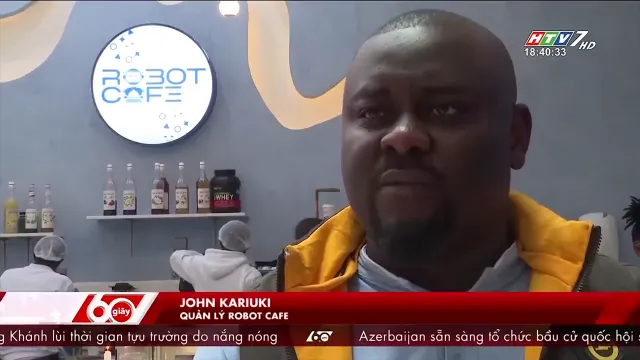 HTV7 HD
18:40:33
ROBOT
CAFE
WHEY
JOHN KARIUKI
60 giây
QUẢN LÝ ROBOT CAFE
g Khánh lùi thời gian tựu trường do nắng nóng
60s
Azerbaijan sẵn sàng tổ chức bầu cử quốc hội